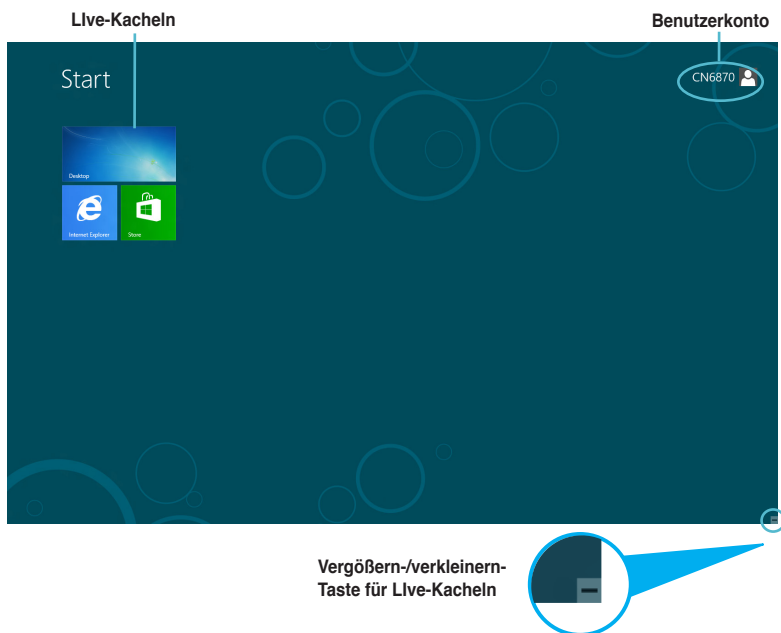 LIve-Kacheln
Benutzerkonto
Start
CN6870
Desktop
Internet Explorer
Store
Vergößern-/verkleinern-
Taste für LIve-Kacheln